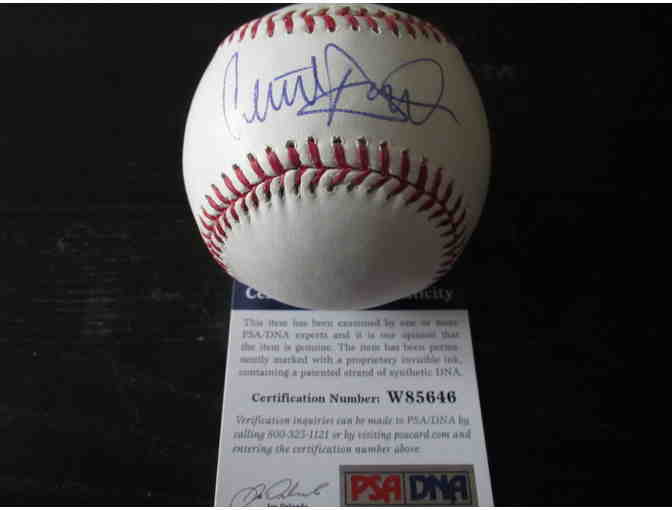 This item has been examined by one or more
PSA/DNA experts and it is our opinion that
the item is genuine. The item has been perma-
nently marked with a proprietary invisible ink,
containing a patented strand of synthetic DNA.
Certification Number: W85646
Verification inquiries can be made to PSA/DNA by
calling 800-325-1121 or by visiting psacard.com and
entering the certification number above.
PSA DNA